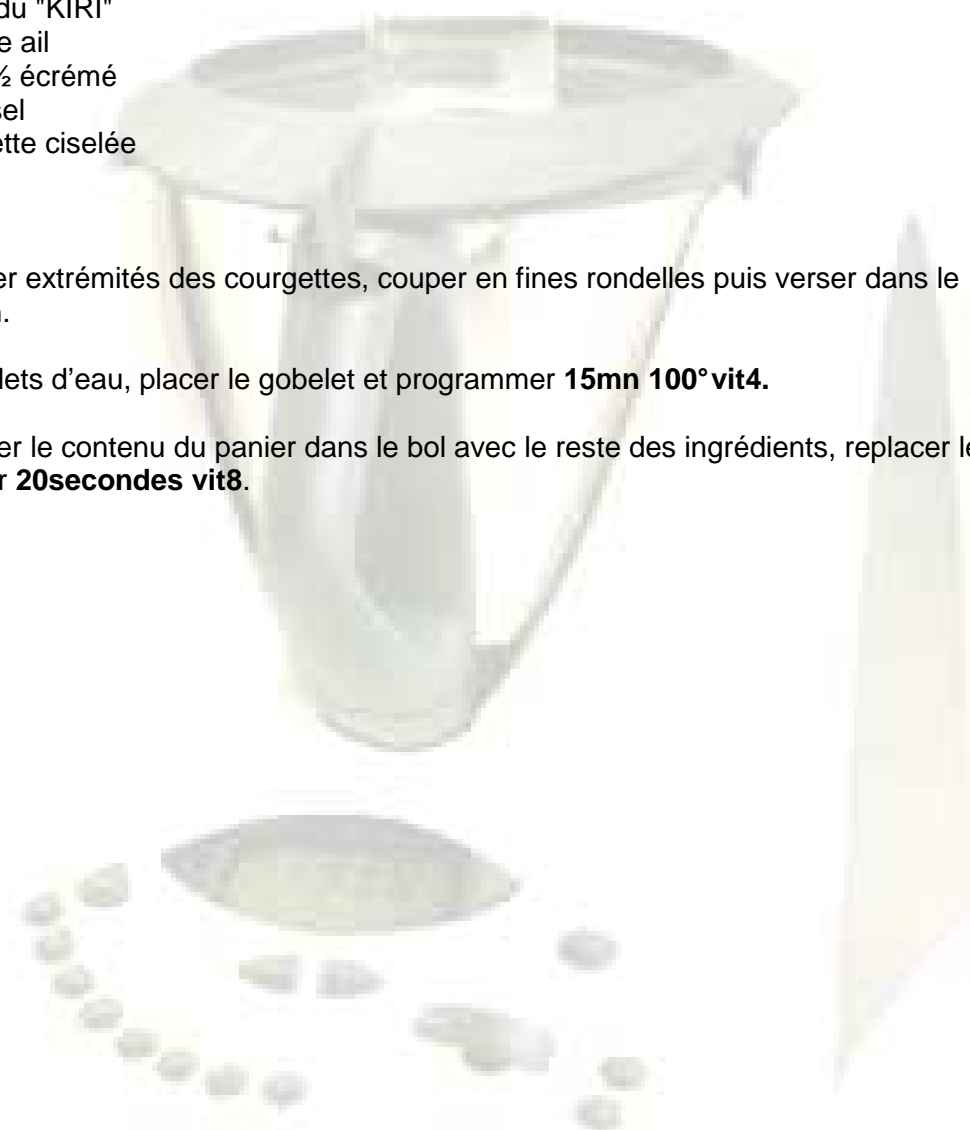 du "KIRI"
e ail
½ écrémé
sel
ette ciselée
er extrémités des courgettes, couper en fines rondelles puis verser dans le
n.
lets d'eau, placer le gobelet et programmer 15mn 100° vit4.
er le contenu du panier dans le bol avec le reste des ingrédients, replacer le
r 20secondes vit8.